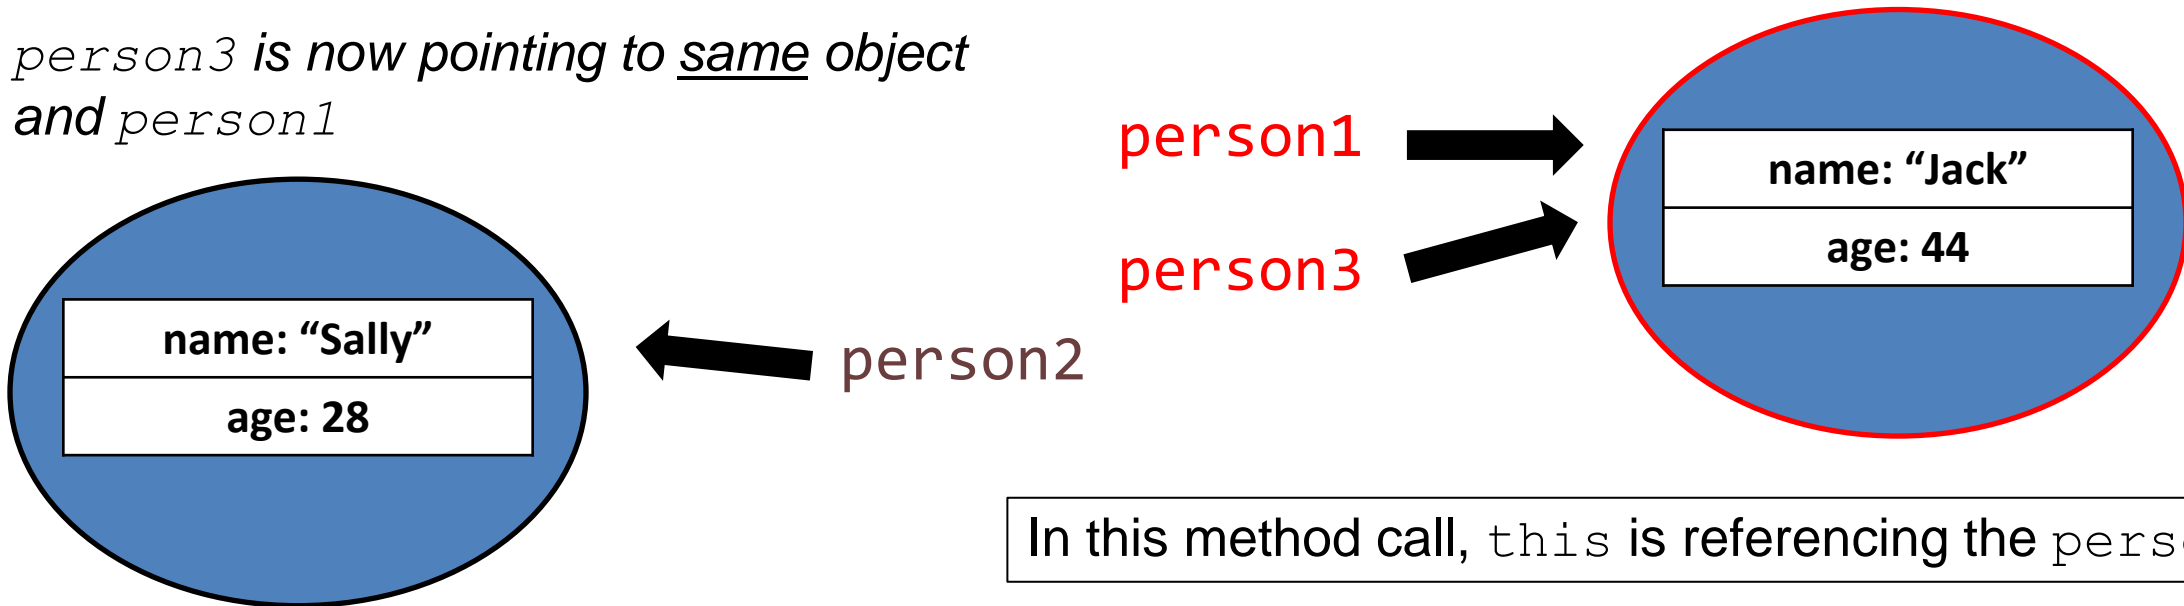 person3 is now pointing to same object
and person1
person1
name: “Jack”
person3
age: 44
name: “Sally”
person2
age: 28
In this method call, this is referencing the